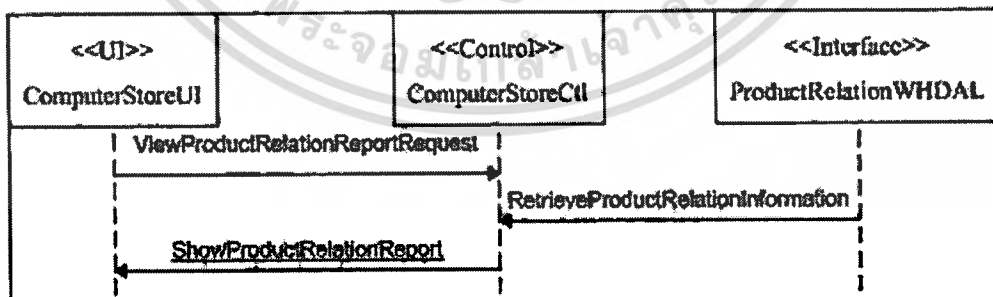 <<UI>>
ComputerStoreUI
<<Control>>
ComputerStoreCtl
<<Interface>>
ProductRelationWHDAL
ViewProductRelationReportRequest
RetrieveProductRelationInformation
ShowProductRelationReport